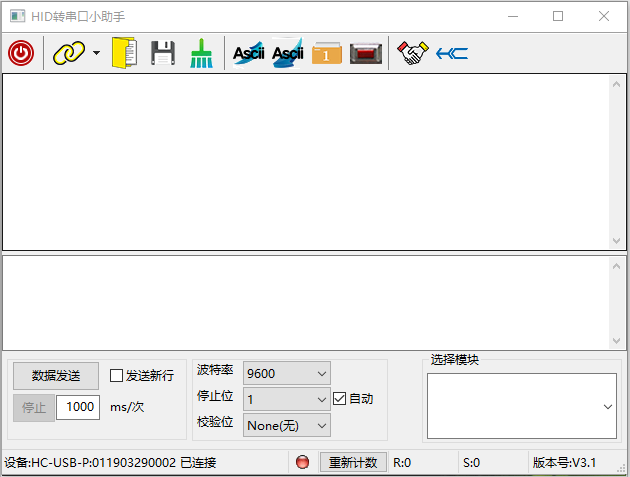 HID转串口小助手
Ascii
Ascii
1
数据发送
发送新行
停止
1000
ms/次
波特率
9600
停止位
1
自动
校验位
None(无)
选择模块
设备:HC-USB-P:011903290002 已连接
重新计数
R:0
S:0
版本号:V3.1